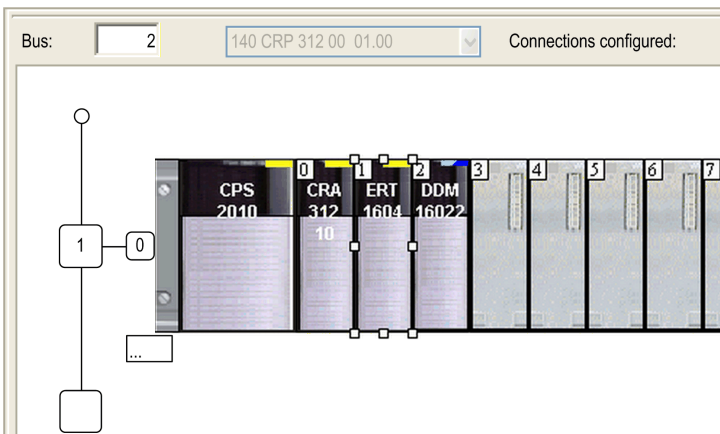 Bus: 2 140 CRP 312 00 01.00 Connections configured:
0 1 2 3 4 5 6 7
CPS
2010
CRA
312
10
ERT
1604
DDM
16022
1 0
...